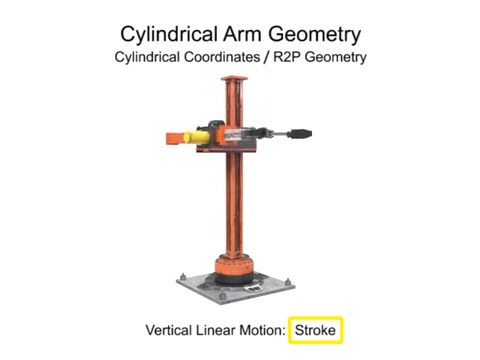 Cylindrical Arm Geometry
Cylindrical Coordinates / R2P Geometry
Vertical Linear Motion: Stroke